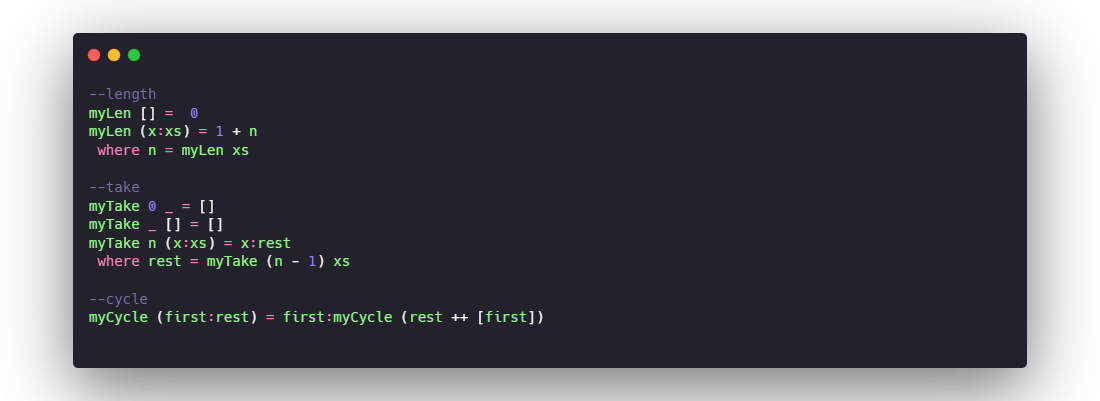 --length
myLen [] =  0
myLen (x:xs) = 1 + n
 where n = myLen xs

--take
myTake 0 _ = []
myTake _ [] = []
myTake n (x:xs) = x:rest
 where rest = myTake (n - 1) xs

--cycle
myCycle (first:rest) = first:myCycle (rest ++ [first])